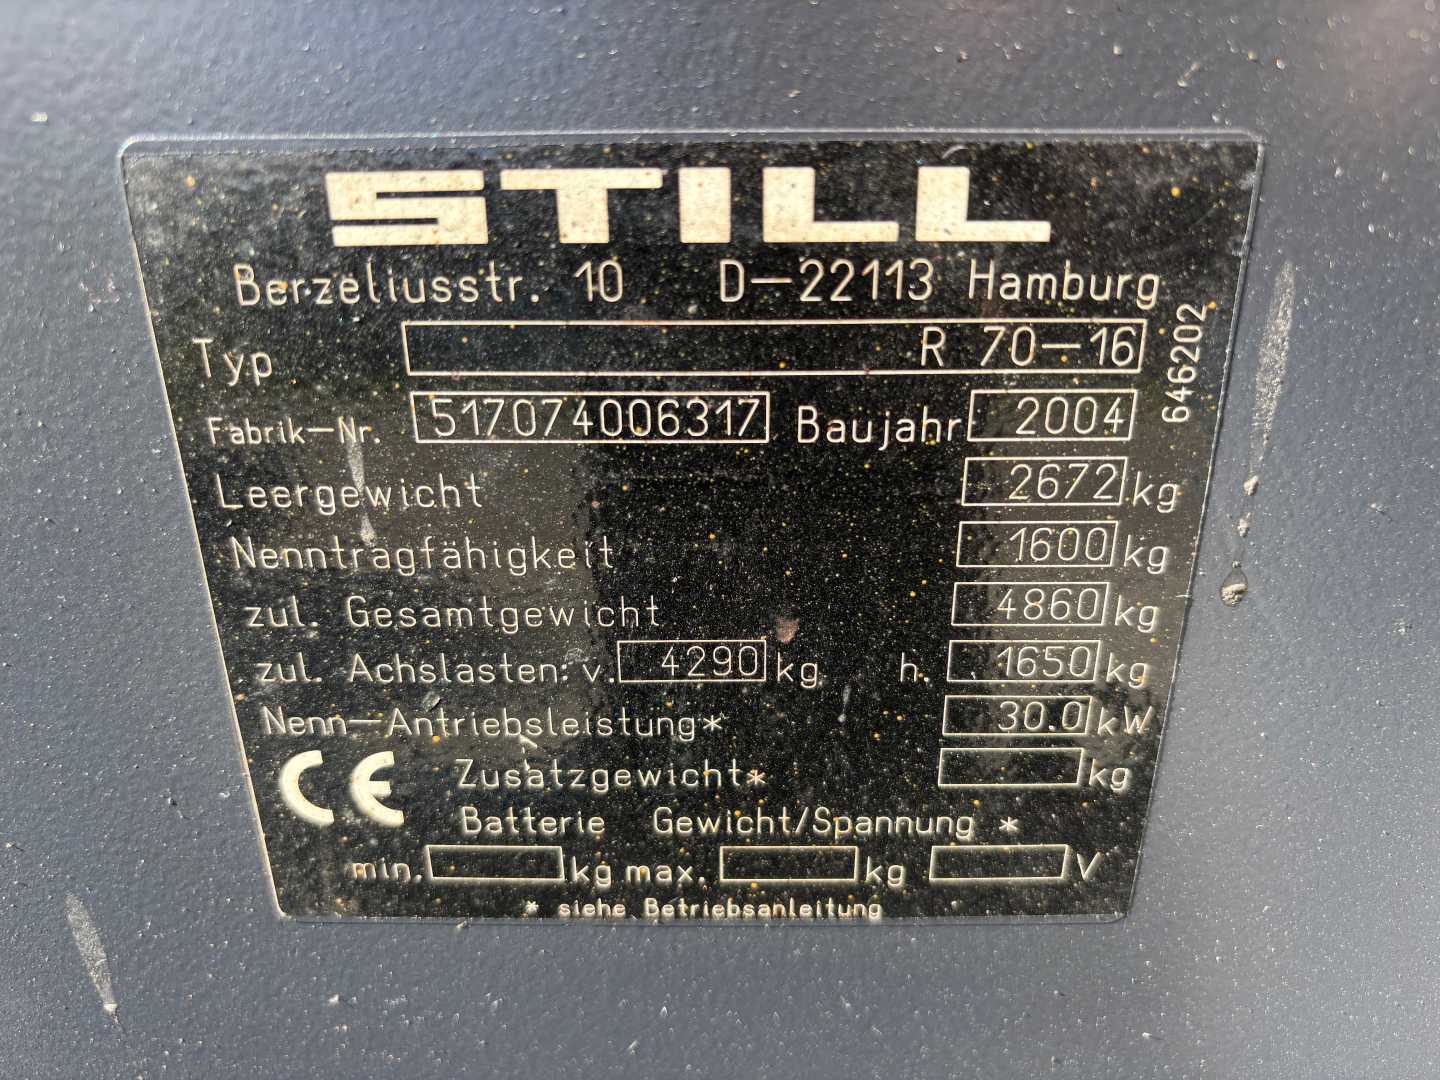 STILL
Berzeliusstr. 10 D-22113 Hamburg
Typ R 70-16
646202
Fabrik-Nr. 517074006317 Baujahr 2004
Leergewicht 2672 kg
Nenntragfähigkeit 1600 kg
zul. Gesamtgewicht 4860 kg
zul. Achslasten: v. 4290 kg h. 1650 kg
Nenn-Antriebsleistung* 30.0 kW
CE Zusatzgewicht* kg
Batterie Gewicht/Spannung *
min. kg max. kg V
* siehe Betriebsanleitung